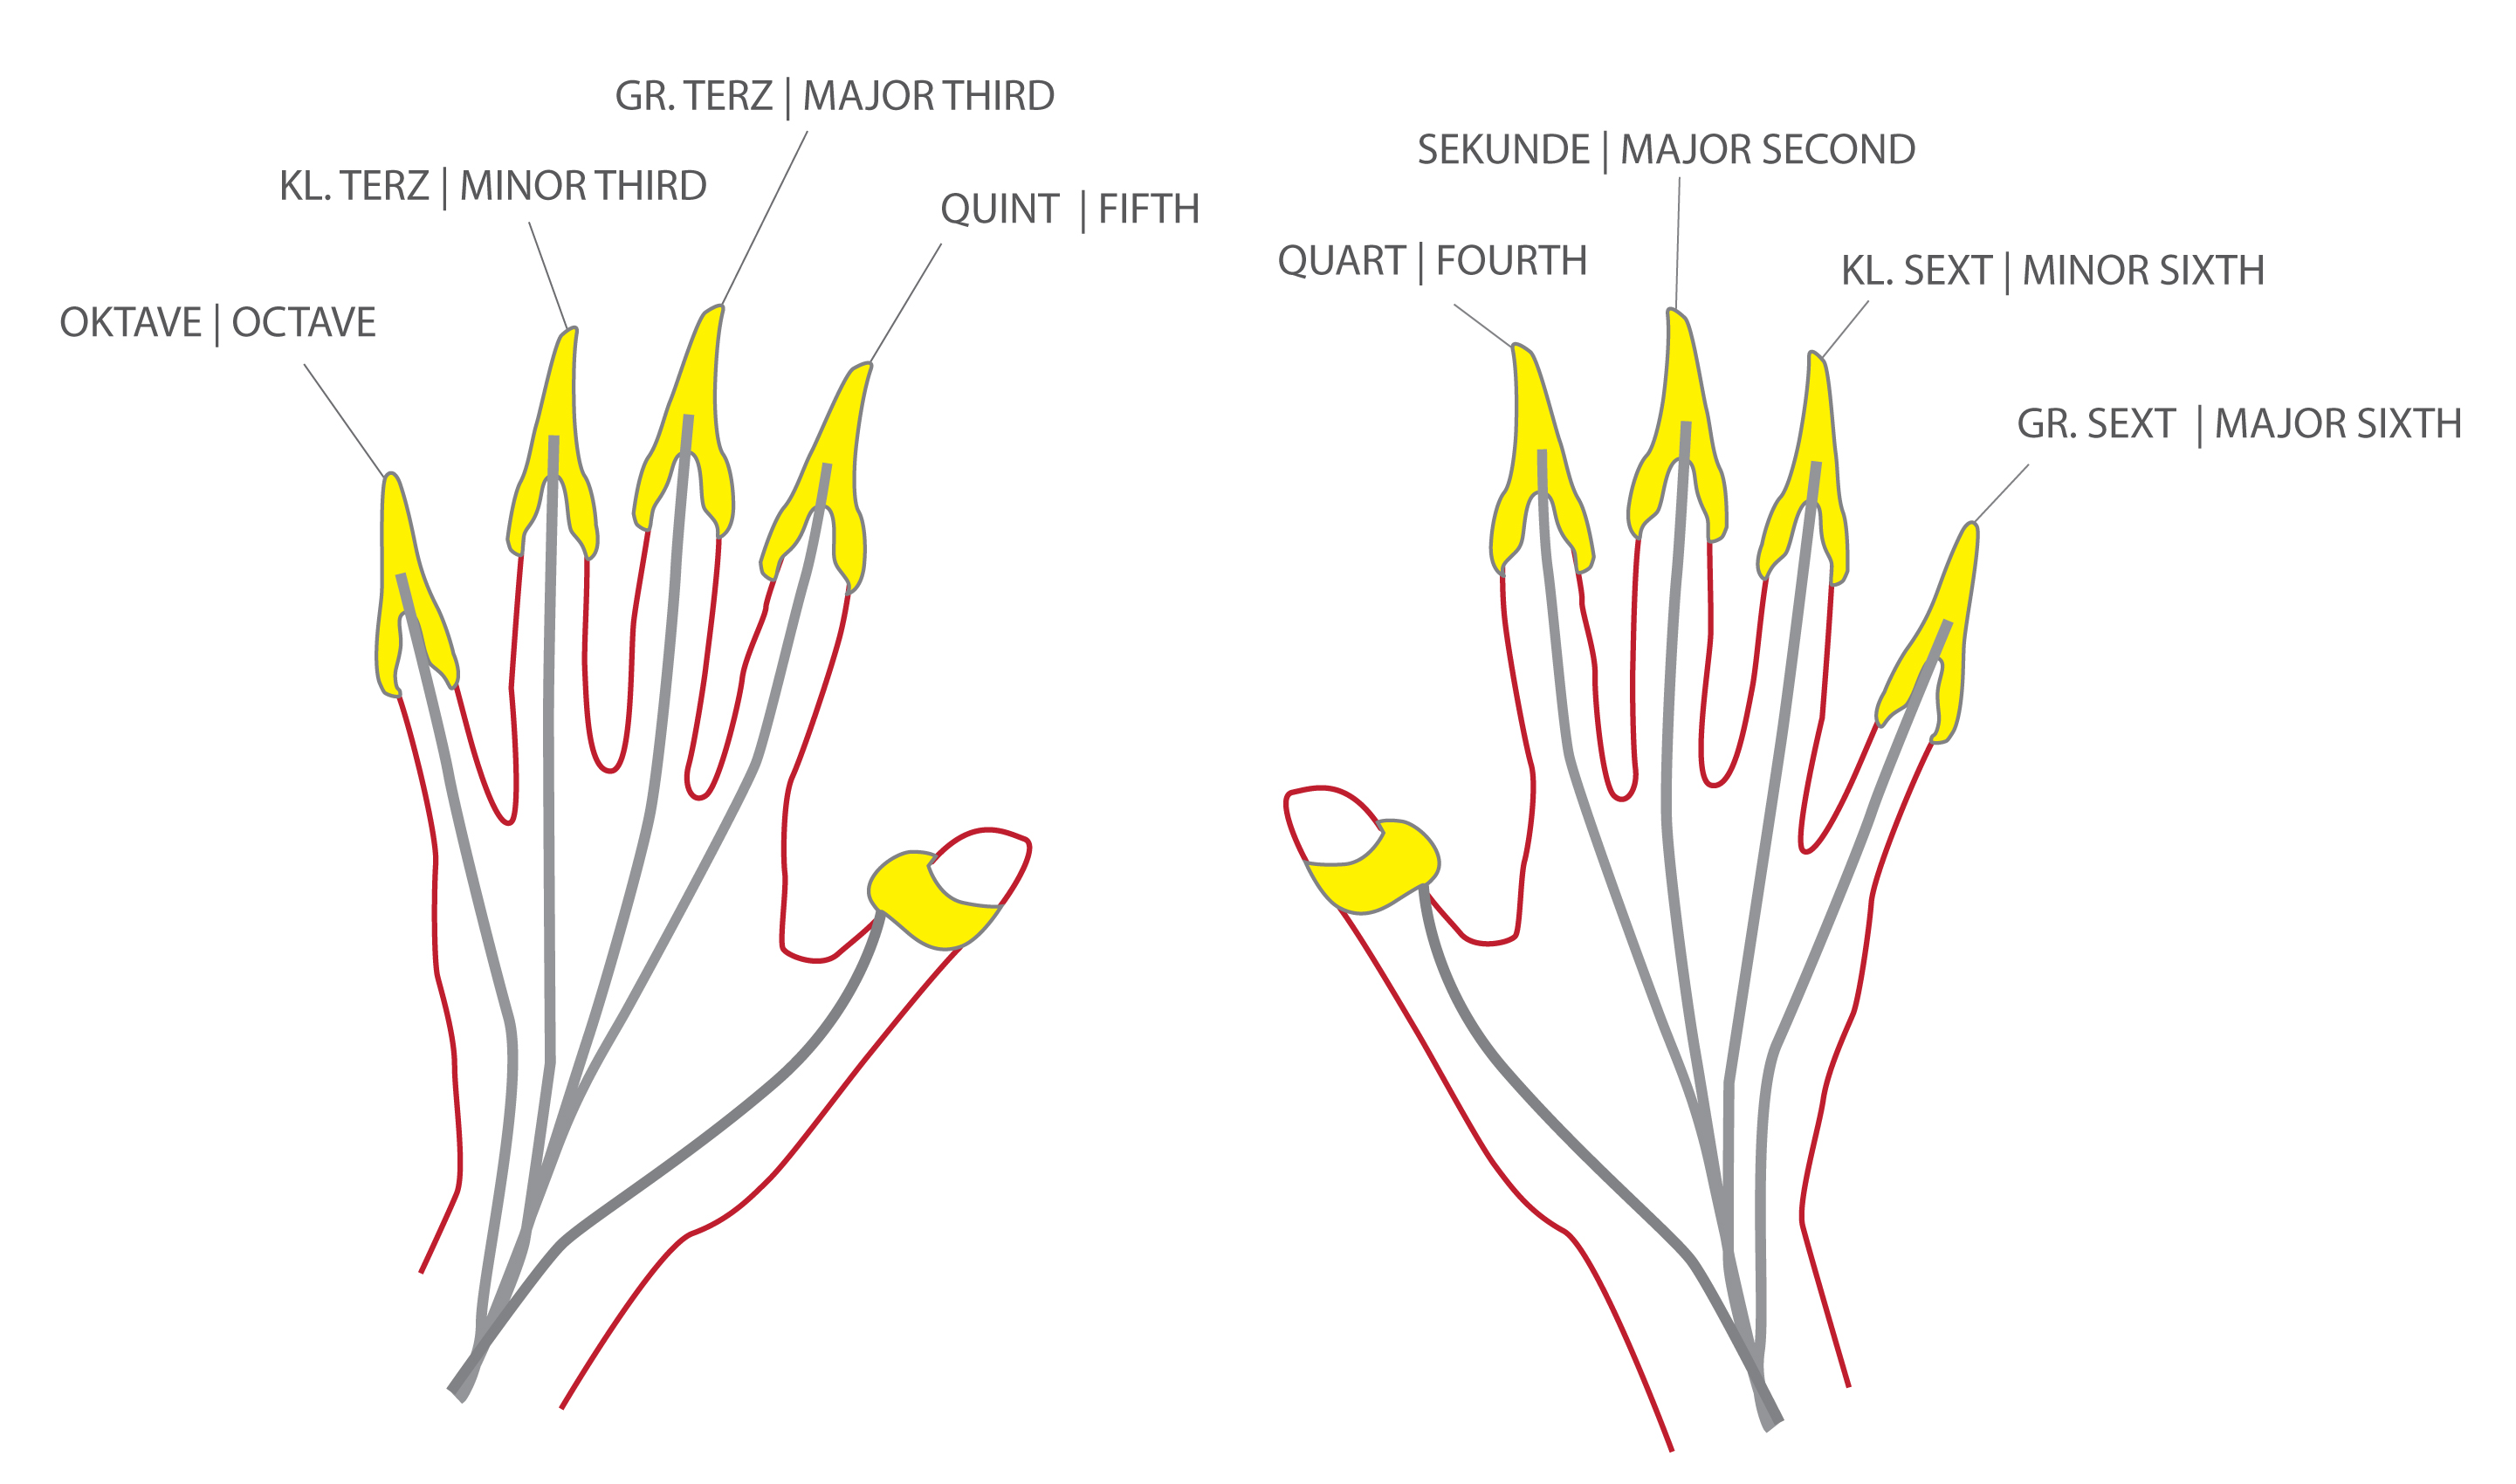 GR. TERZ | MAJOR THIRD
KL. TERZ | MINOR THIRD
QUINT | FIFTH
OKTAVE | OCTAVE
SEKUNDE | MAJOR SECOND
QUART | FOURTH
KL. SEXT | MINOR SIXTH
GR. SEXT | MAJOR SIXTH